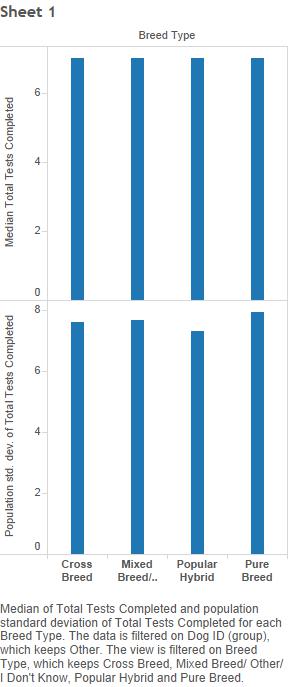 Sheet 1
Breed Type
Median Total Tests Completed
6
4
2
0
Population std. dev. of Total Tests Completed
8
6
4
2
0
Cross
Breed
Mixed
Breed/..
Popular
Hybrid
Pure
Breed
Median of Total Tests Completed and population
standard deviation of Total Tests Completed for each
Breed Type. The data is filtered on Dog ID (group),
which keeps Other. The view is filtered on Breed
Type, which keeps Cross Breed, Mixed Breed/ Other/
I Don't Know, Popular Hybrid and Pure Breed.